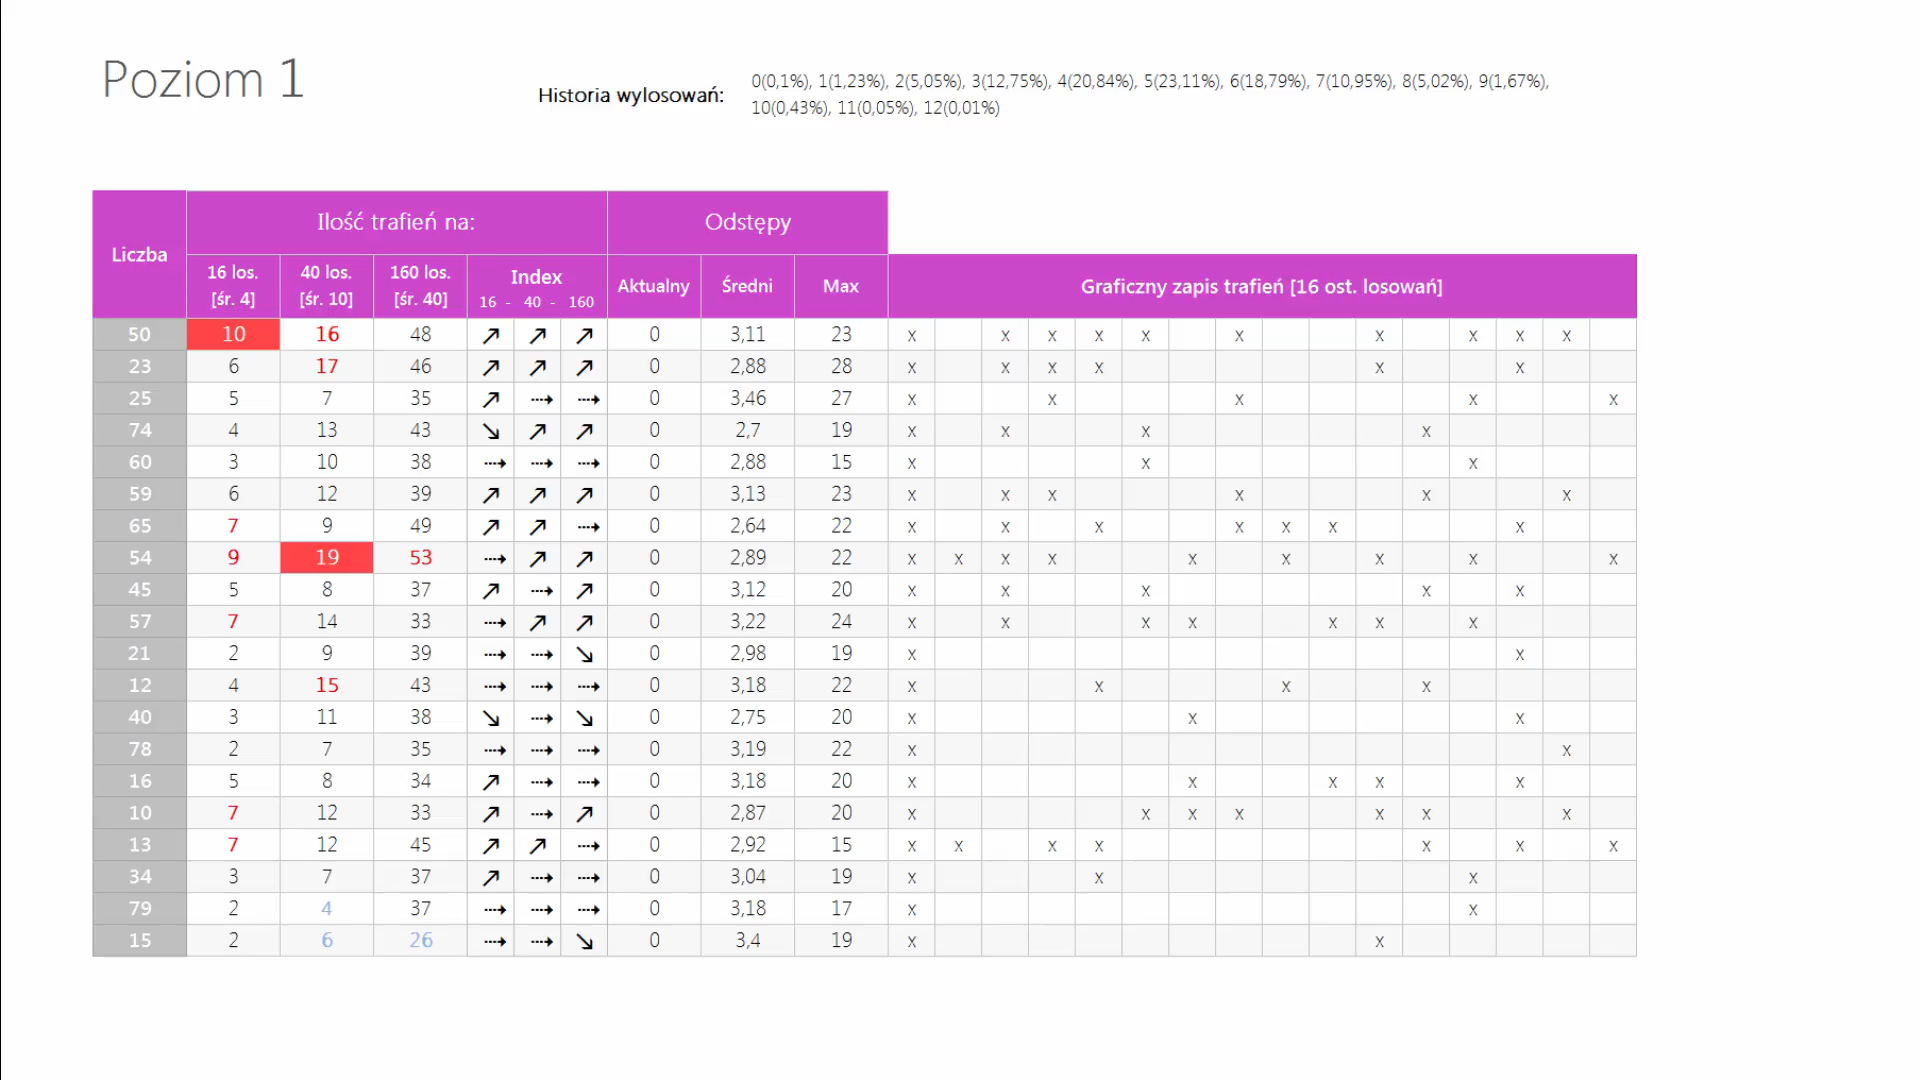 Poziom 1
Historia wylosowań:
0(0,1%), 1(1,23%), 2(5,05%), 3(12,75%), 4(20,84%), 5(23,11%), 6(18,79%), 7(10,95%), 8(5,02%), 9(1,67%),
10(0,43%), 11(0,05%), 12(0,01%)
Liczba
Ilość trafień na:
Odstępy
16 los. [śr. 4]
40 los. [śr. 10]
160 los. [śr. 40]
Index
16 - 40 - 160
Aktualny
Średni
Max
Graficzny zapis trafień [16 ost. losowań]
50 10 16 48 ↗ ↗ ↗ 0 3,11 23 x x x x x x x x x x
23 6 17 46 ↗ ↗ ↗ 0 2,88 28 x x x x x x
25 5 7 35 ↗ ⇢ ⇢ 0 3,46 27 x x x x x
74 4 13 43 ↘ ↗ ↗ 0 2,7 19 x x x x
60 3 10 38 ⇢ ⇢ ⇢ 0 2,88 15 x x x
59 6 12 39 ↗ ↗ ↗ 0 3,13 23 x x x x x x
65 7 9 49 ↗ ↗ ⇢ 0 2,64 22 x x x x x x x
54 9 19 53 ⇢ ↗ ↗ 0 2,89 22 x x x x x x x x x
45 5 8 37 ↗ ⇢ ↗ 0 3,12 20 x x x x x
57 7 14 33 ⇢ ↗ ↗ 0 3,22 24 x x x x x x x
21 2 9 39 ⇢ ⇢ ↘ 0 2,98 19 x x
12 4 15 43 ⇢ ⇢ ⇢ 0 3,18 22 x x x x
40 3 11 38 ↘ ⇢ ↘ 0 2,75 20 x x x
78 2 7 35 ⇢ ⇢ ⇢ 0 3,19 22 x x
16 5 8 34 ↗ ⇢ ⇢ 0 3,18 20 x x x x x
10 7 12 33 ↗ ⇢ ↗ 0 2,87 20 x x x x x x x
13 7 12 45 ↗ ↗ ⇢ 0 2,92 15 x x x x x x x
34 3 7 37 ↗ ⇢ ⇢ 0 3,04 19 x x x
79 2 4 37 ⇢ ⇢ ⇢ 0 3,18 17 x x
15 2 6 26 ⇢ ⇢ ↘ 0 3,4 19 x x